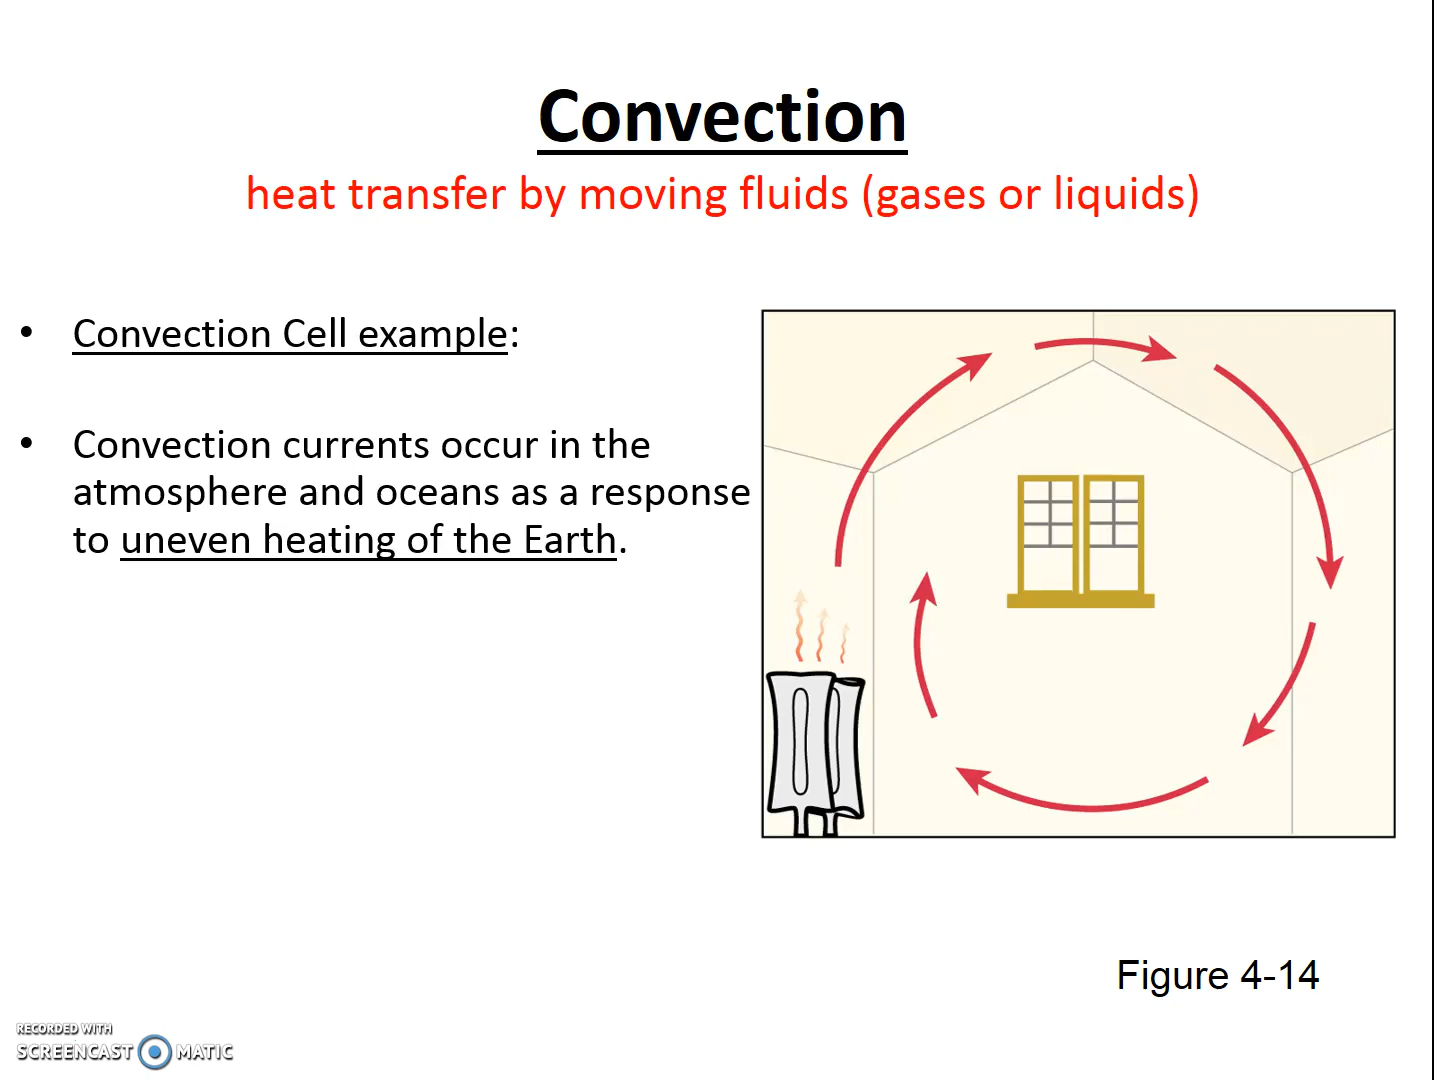 Convection
heat transfer by moving fluids (gases or liquids)
• Convection Cell example:
• Convection currents occur in the
atmosphere and oceans as a response
to uneven heating of the Earth.
Figure 4-14
RECORDED WITH
SCREENCAST MATIC